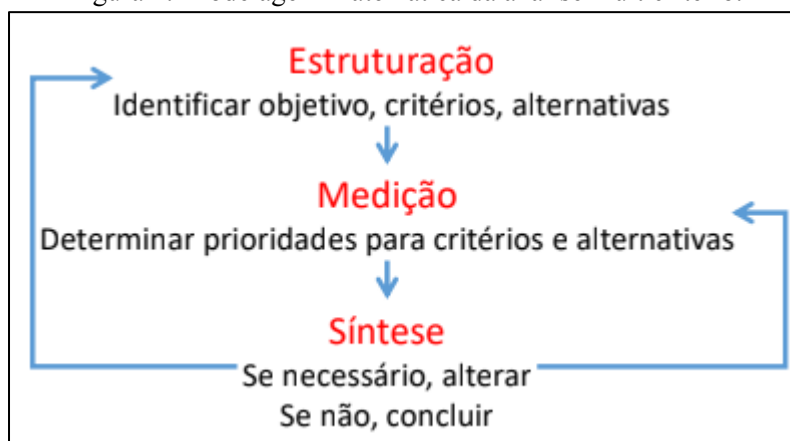 Estruturação
Identificar objetivo, critérios, alternativas
Medição
Determinar prioridades para critérios e alternativas
Síntese
Se necessário, alterar
Se não, concluir